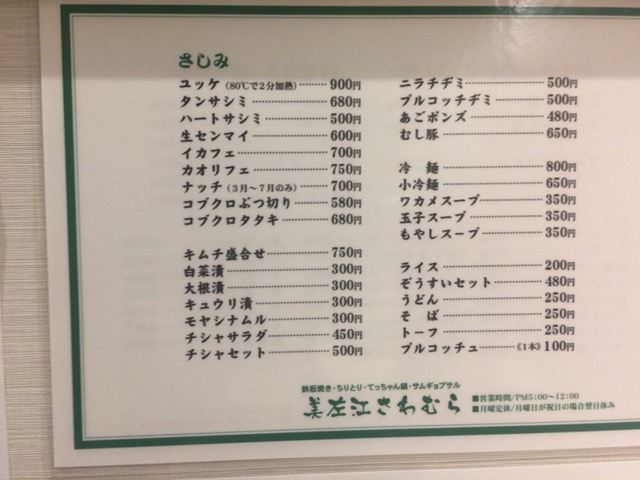 さしみ
ユッケ（80℃で2分加熱）………900円
タンサシミ………680円
ハートサシミ………500円
生センマイ………600円
イカフェ………700円
カオリフェ………750円
ナッチ（3月～7月のみ）………700円
コブクロぶつ切り………580円
コブクロタタキ………680円
キムチ盛合せ………750円
白菜漬………300円
大根漬………300円
キュウリ漬………300円
モヤシナムル………300円
チシャサラダ………450円
チシャセット………500円
ニラチヂミ………500円
プルコッチヂミ………500円
あごポンズ………480円
むし豚………650円
冷 麺………800円
小冷麺………650円
ワカメスープ………350円
玉子スープ………350円
もやしスープ………350円
ライス………200円
ぞうすいセット………480円
うどん………250円
そ ば………250円
トーフ………250円
プルコッチュ………《1本》100円
鉄板焼き・ちりとり・てっちゃん鍋・サムギョプサル
美左江さわむら
■営業時間/PM5:00～12:00
■月曜定休/月曜日が祝日の場合翌日休み